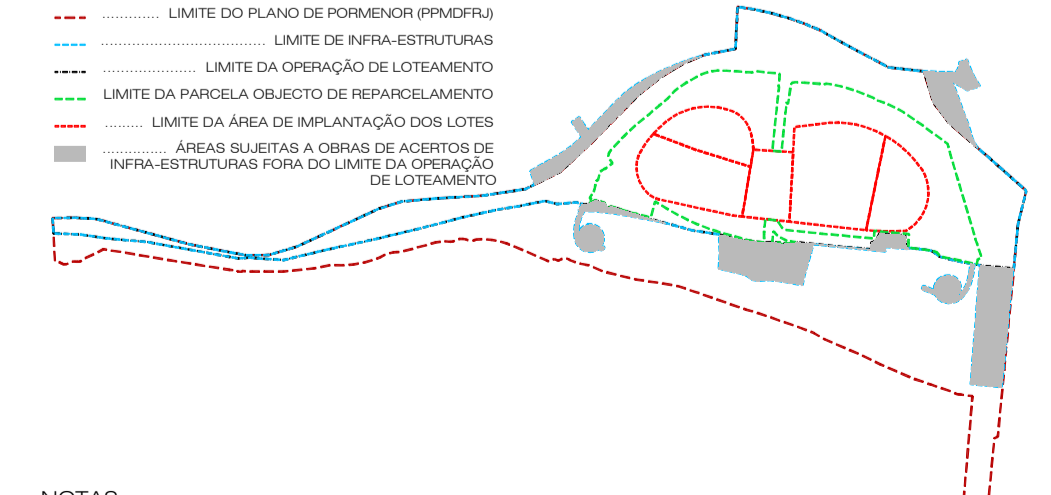 ............. LIMITE DO PLANO DE PORMENOR (PPMDFRJ)
..................................... LIMITE DE INFRA-ESTRUTURAS
..................... LIMITE DA OPERAÇÃO DE LOTEAMENTO
LIMITE DA PARCELA OBJECTO DE REPARCELAMENTO
......... LIMITE DA ÁREA DE IMPLANTAÇÃO DOS LOTES
............... ÁREAS SUJEITAS A OBRAS DE ACERTOS DE
INFRA-ESTRUTURAS FORA DO LIMITE DA OPERAÇÃO
DE LOTEAMENTO
NOTAS